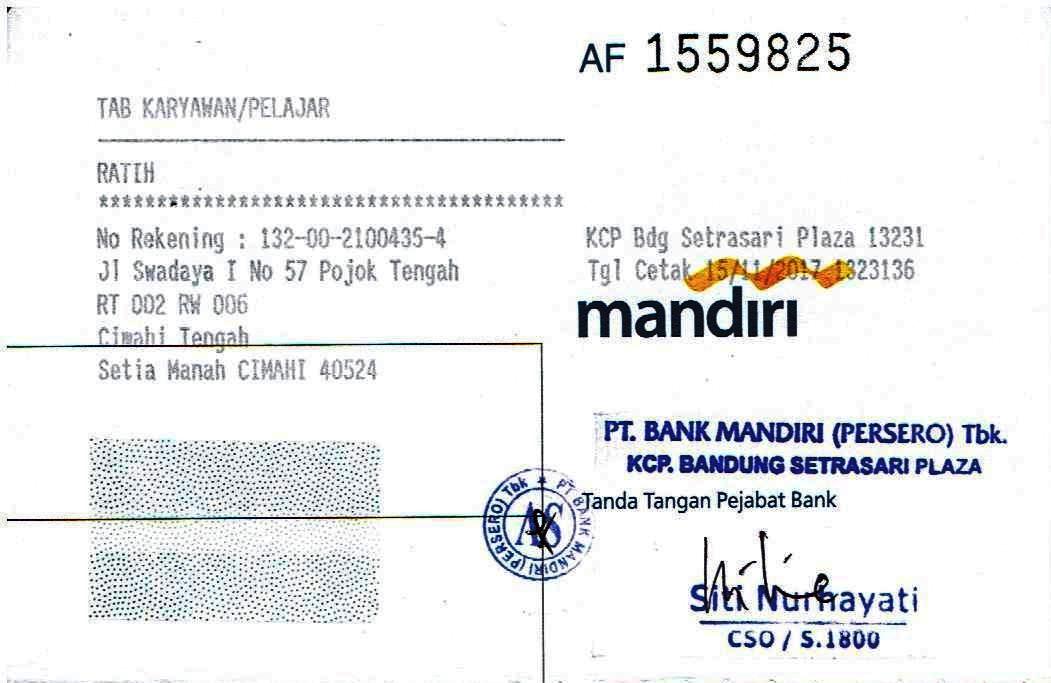 AF 1559825
TAB KARYAWAN/PELAJAR
RATIH
****************************************
No Rekening : 132-00-2100435-4
Jl Swadaya I No 57 Pojok Tengah
RT 002 RW 006
Cimahi Tengah
Setia Manah CIMAHI 40524
KCP Bdg Setrasari Plaza 13231
Tgl Cetak 15/11/2017 1323136
mandiri
PT. BANK MANDIRI (PERSERO) Tbk.
KCP. BANDUNG SETRASARI PLAZA
Tanda Tangan Pejabat Bank
PT BANK MANDIRI (PERSERO) Tbk
AS
Siti Nurhayati
CSO / S.1800